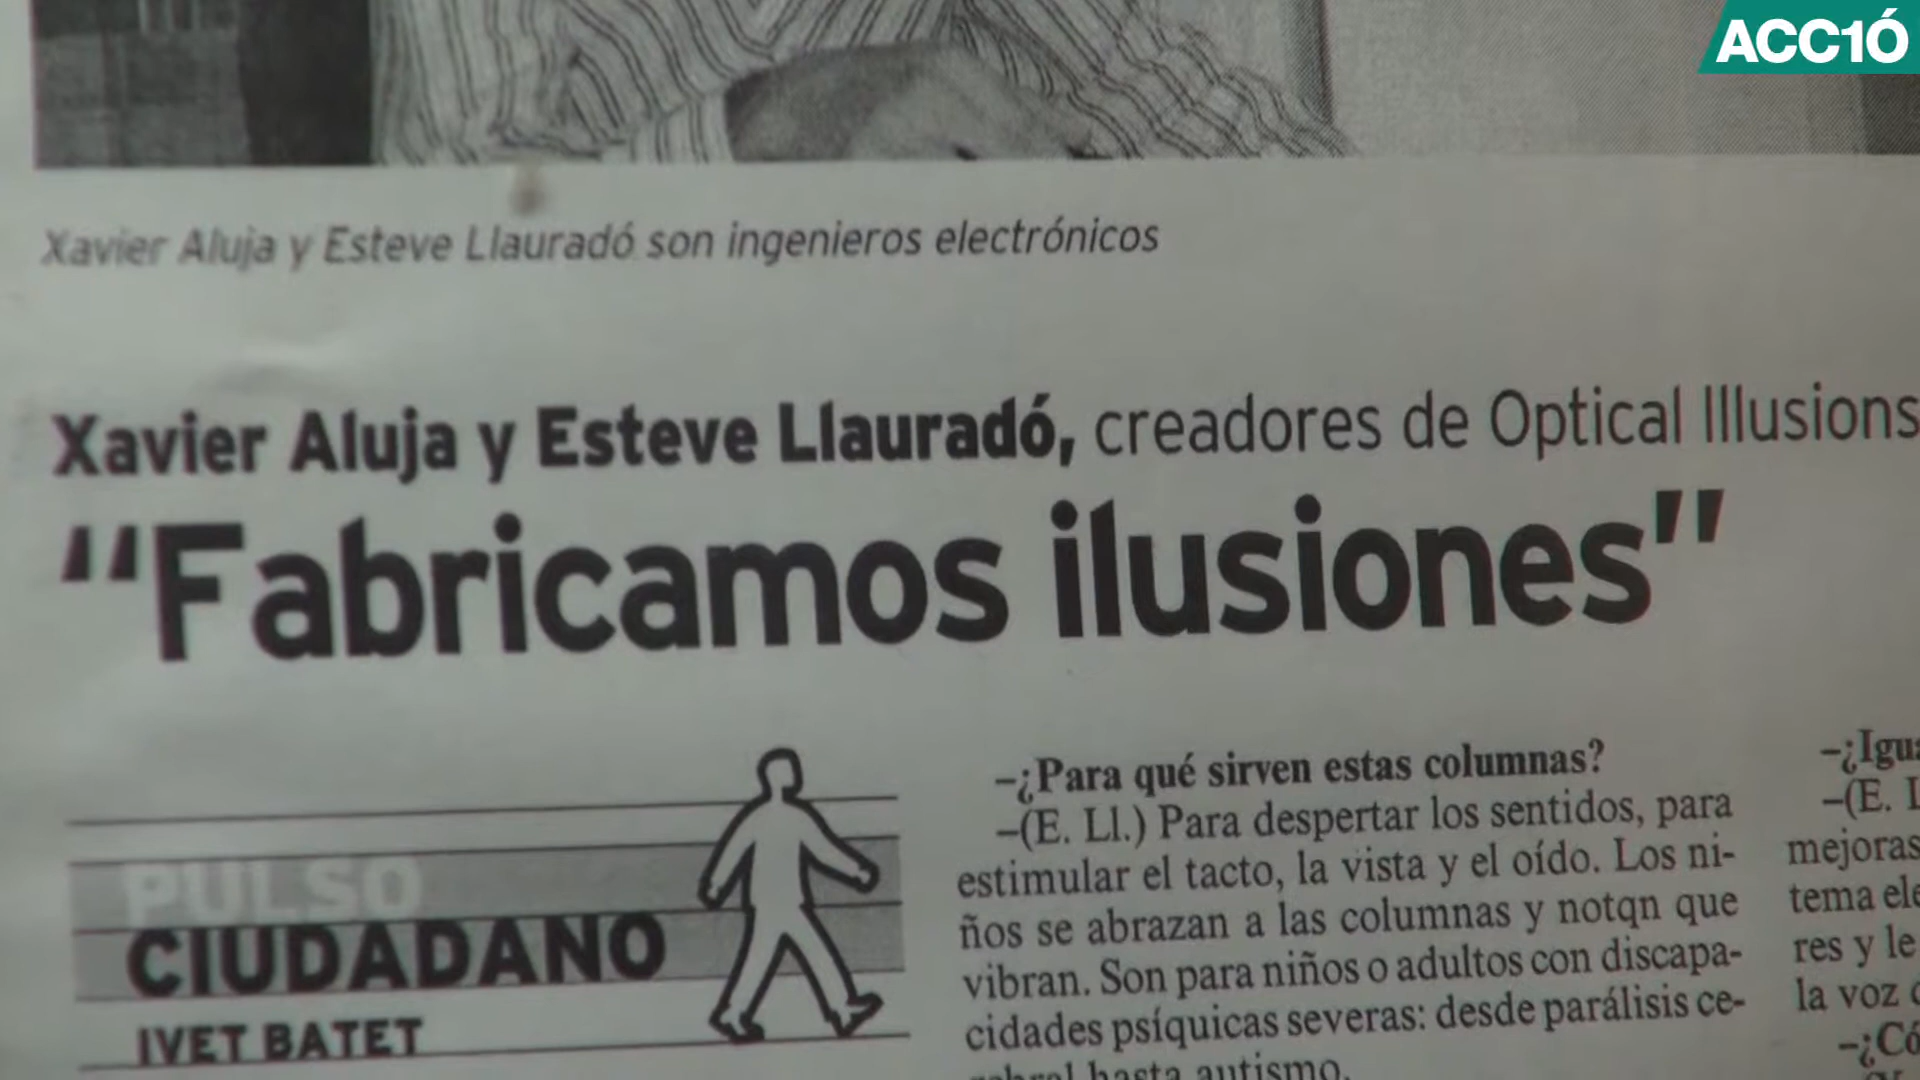 ACC1Ó
Xavier Aluja y Esteve Llauradó son ingenieros electrónicos
Xavier Aluja y Esteve Llauradó, creadores de Optical Illusions
“Fabricamos ilusiones”
PULSO
CIUDADANO
IVET BATET
–¿Para qué sirven estas columnas?
–(E. Ll.) Para despertar los sentidos, para
estimular el tacto, la vista y el oído. Los ni-
ños se abrazan a las columnas y notqn que
vibran. Son para niños o adultos con discapa-
cidades psíquicas severas: desde parálisis ce-
rebral hasta autismo.
–(E.
mejoras
res y le
la voz